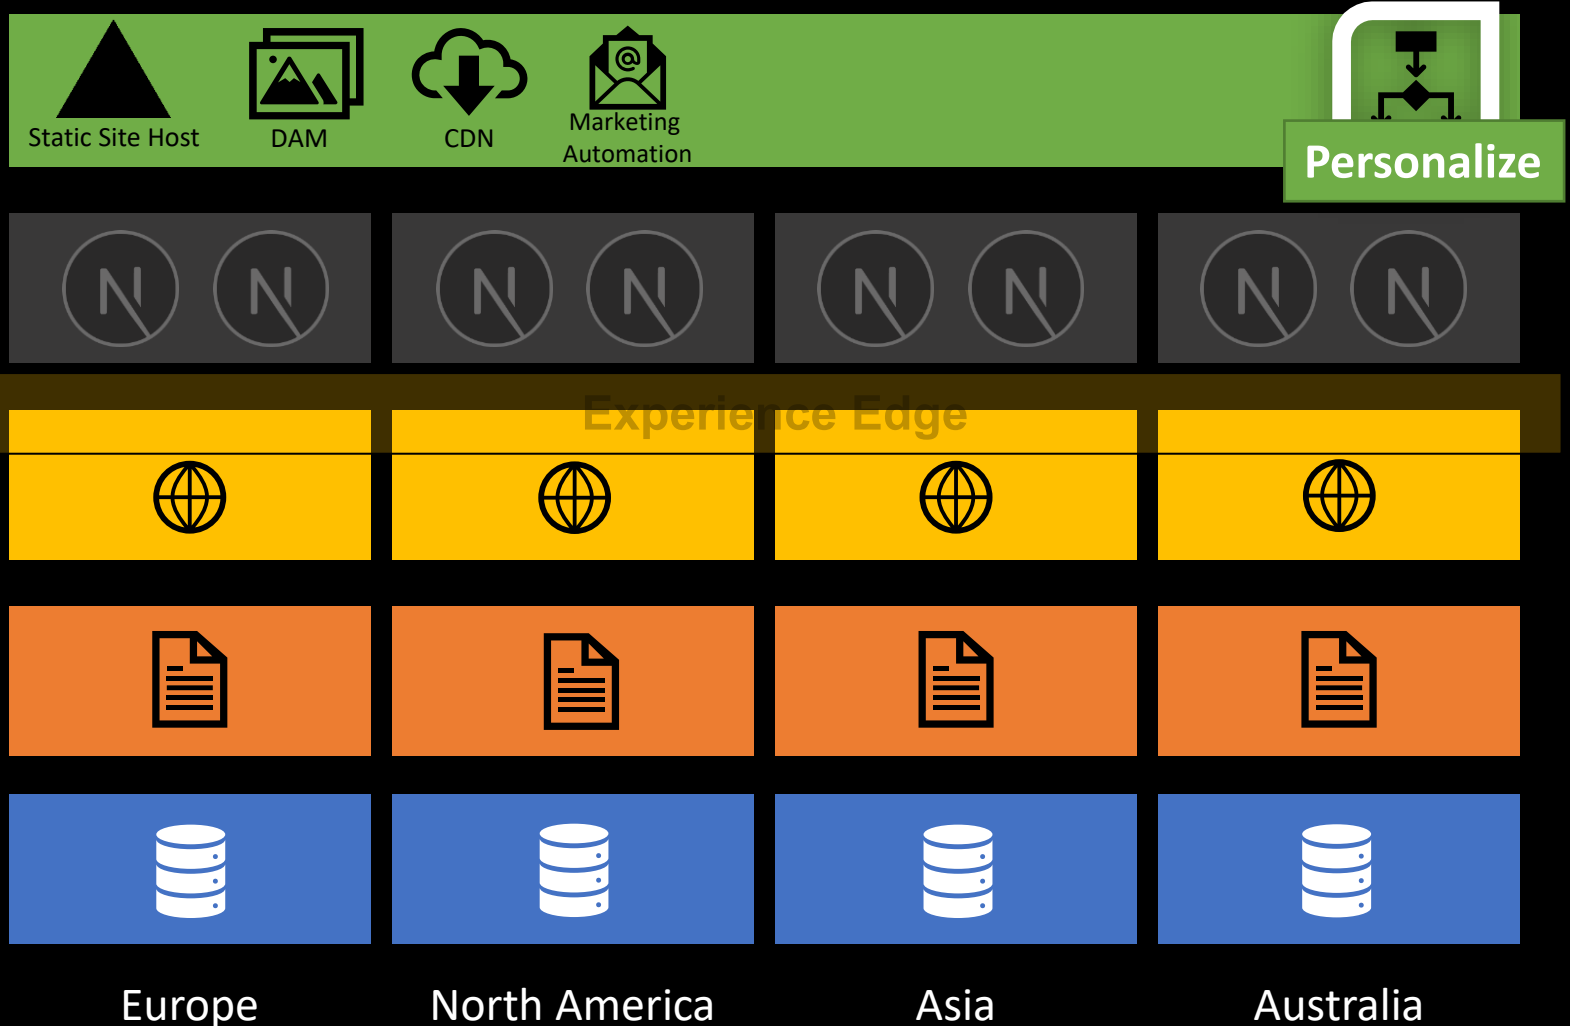 Static Site Host
DAM
CDN
Marketing
Automation
@
Personalize
N N N N N N N N
Experience Edge
Europe
North America
Asia
Australia